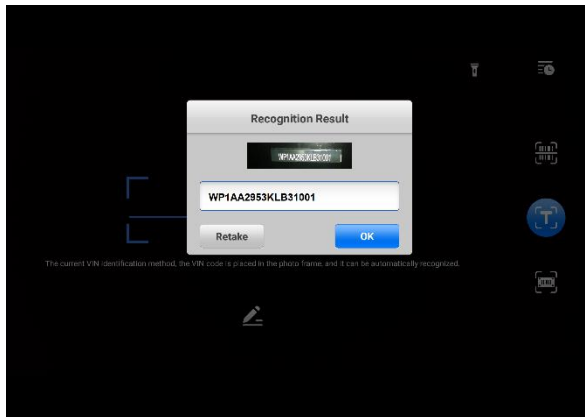 Recognition Result
WP1AA2953KLB31001
WP1AA2953KLB31001
Retake
OK
The current VIN identification method, the VIN code is placed in the photo frame, and it can be automatically recognized.